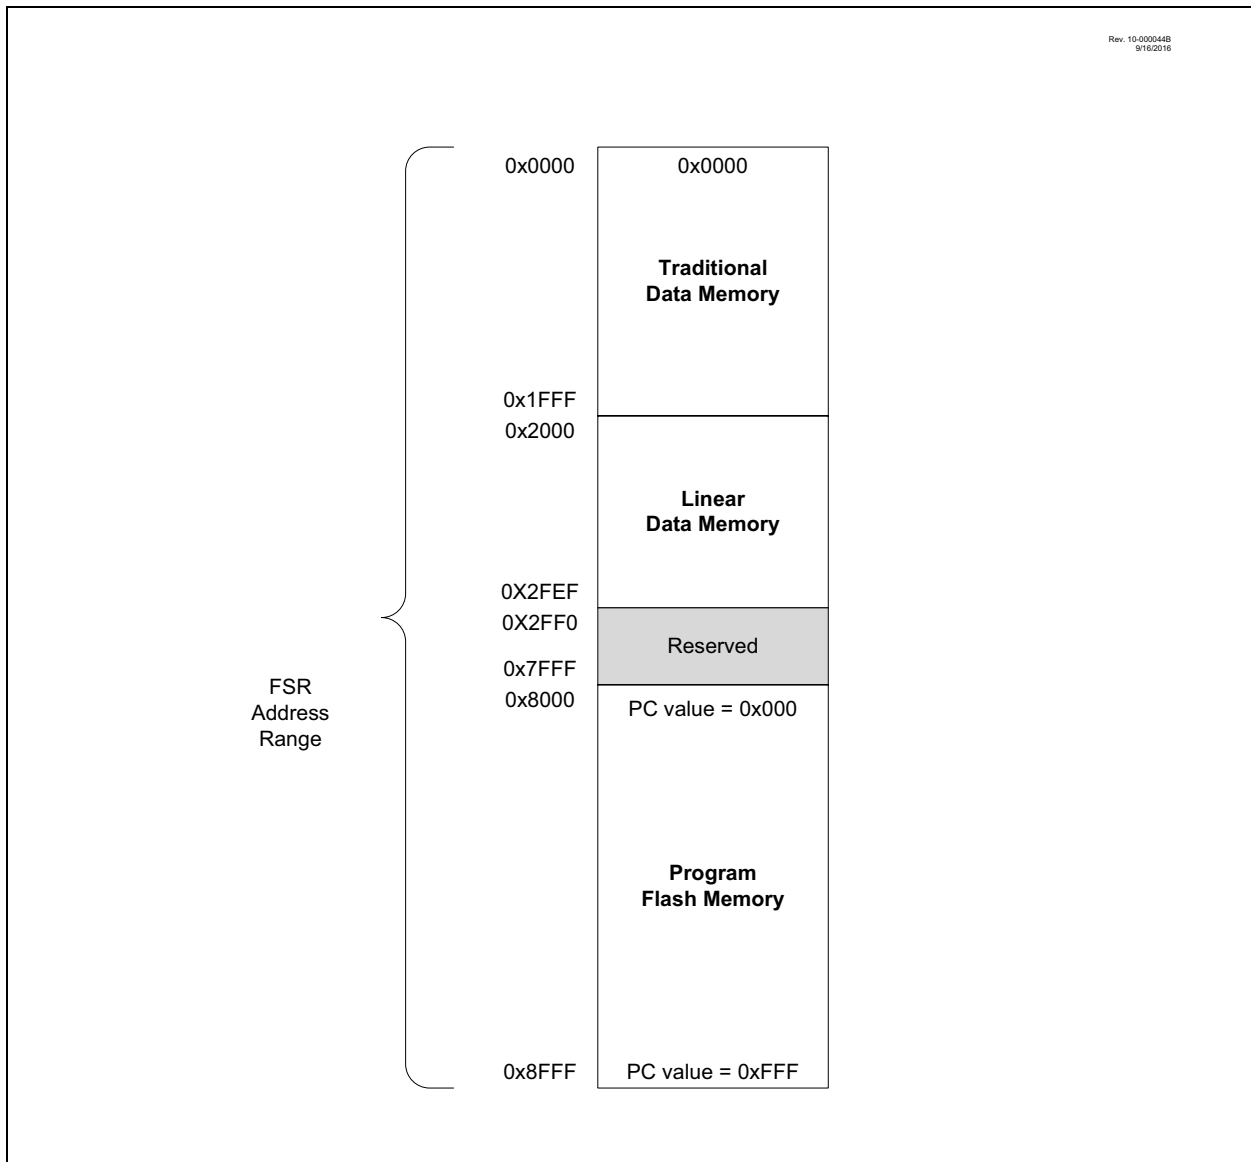 Rev. 10-000044B
9/16/2016
0x0000 0x0000
Traditional
Data Memory
0x1FFF
0x2000
Linear
Data Memory
0X2FEF
0X2FF0
Reserved
0x7FFF
0x8000 PC value = 0x000
FSR
Address
Range
Program
Flash Memory
0x8FFF PC value = 0xFFF